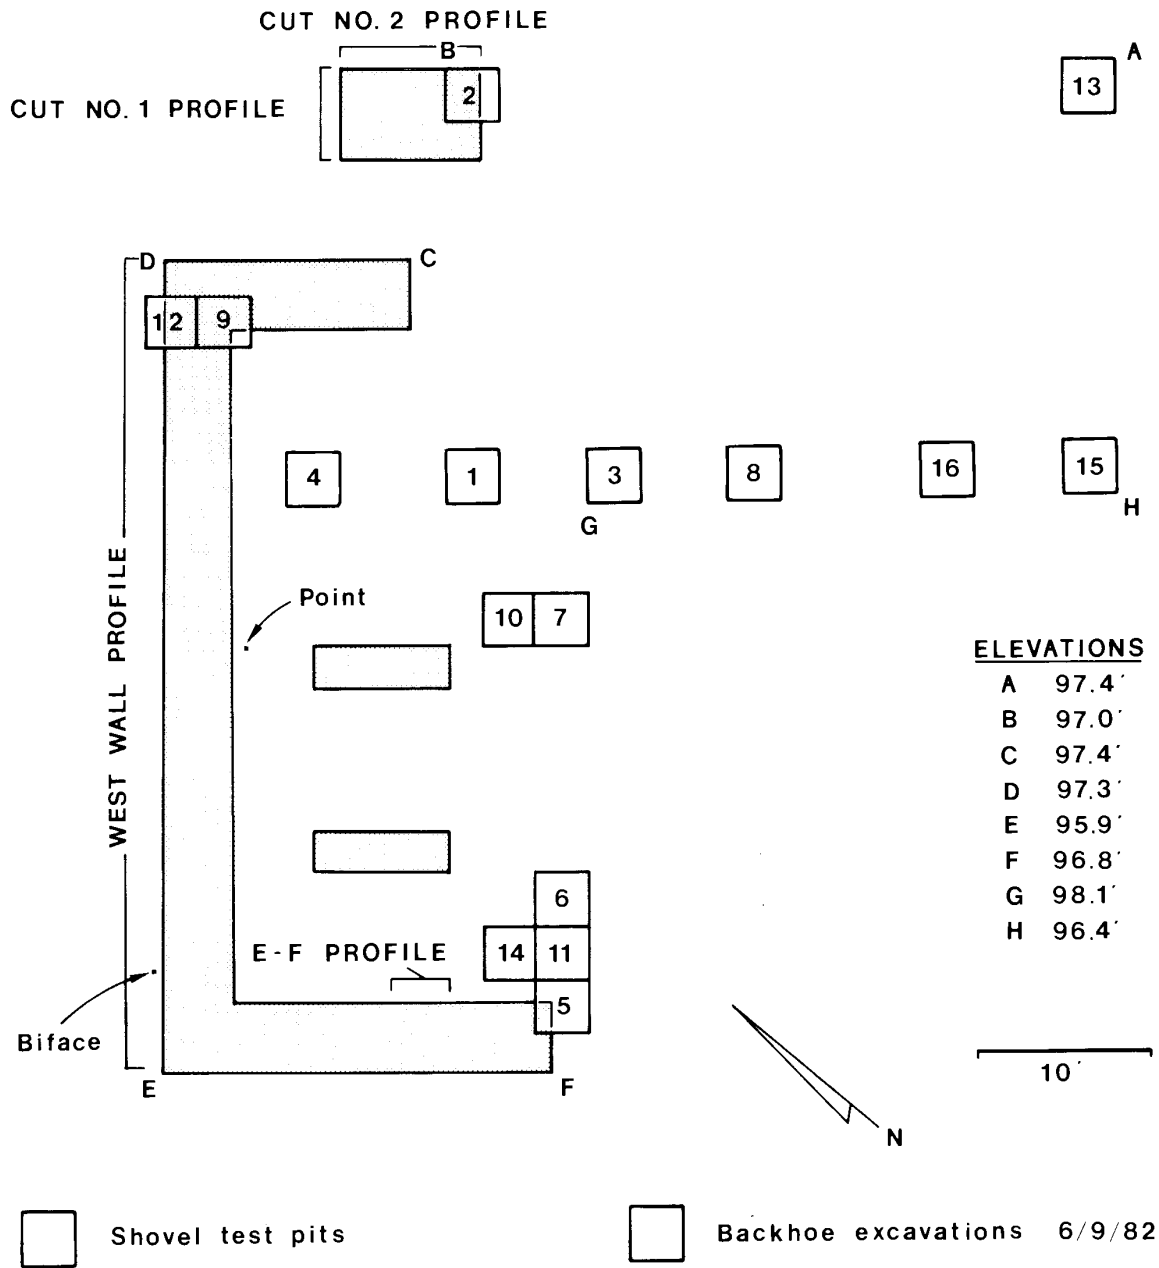 CUT NO. 2 PROFILE
B
A
2
13
CUT NO. 1 PROFILE
D
C
12 9
4 1 3 8 16 15
G
H
WEST WALL PROFILE
Point
10 7
ELEVATIONS
A 97.4'
B 97.0'
C 97.4'
D 97.3'
E 95.9'
F 96.8'
G 98.1'
H 96.4'
6
E-F PROFILE
14 11
5
Biface
E
F
10'
N
Shovel test pits
Backhoe excavations 6/9/82